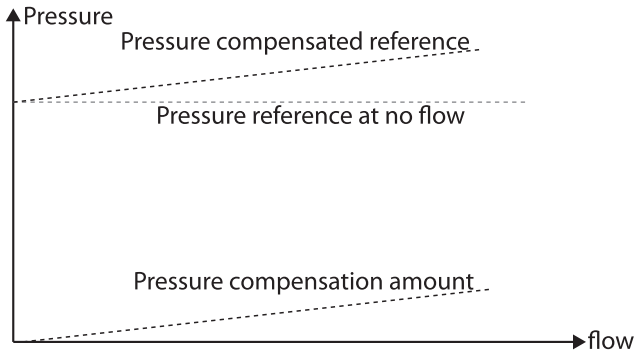 Pressure
Pressure compensated reference
Pressure reference at no flow
Pressure compensation amount
flow